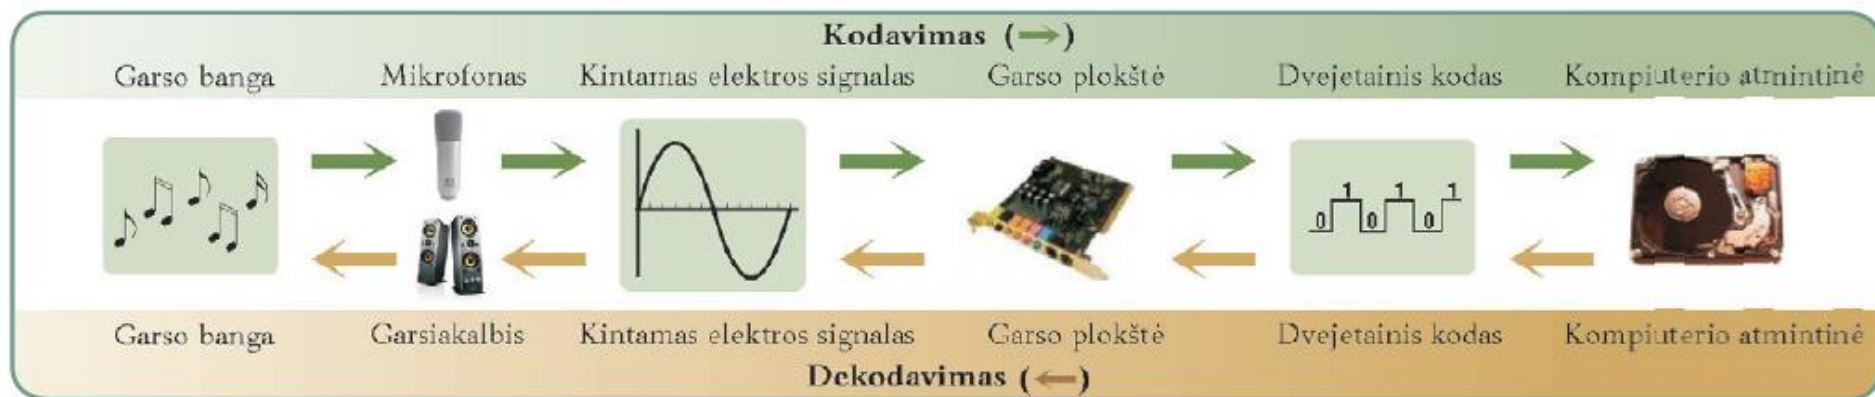 Kodavimas (→)
Garso banga Mikrofonas Kintamas elektros signalas Garso plokštė Dvejetainis kodas Kompiuterio atmintinė
0 1 0 1 0 1
Garso banga Garsiakalbis Kintamas elektros signalas Garso plokštė Dvejetainis kodas Kompiuterio atmintinė
Dekodavimas (←)